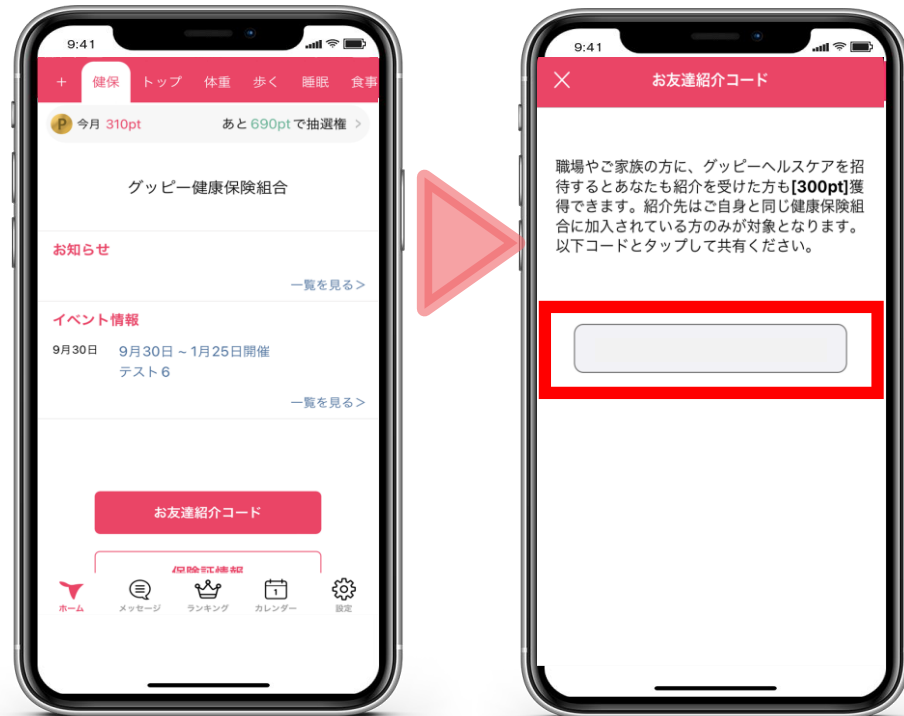 9:41
+ 健保 トップ 体重 歩く 睡眠 食事
P 今月 310pt あと 690pt で抽選権 >
グッピー健康保険組合
お知らせ
一覧を見る>
イベント情報
9月30日 9月30日 ~ 1月25日開催
テスト6
一覧を見る>
お友達紹介コード
保険証情報
ホーム メッセージ ランキング 1 カレンダー 設定
9:41
お友達紹介コード
職場やご家族の方に、グッピーヘルスケアを招
待するとあなたも紹介を受けた方も[300pt]獲
得できます。紹介先はご自身と同じ健康保険組
合に加入されている方のみが対象となります。
以下コードとタップして共有ください。